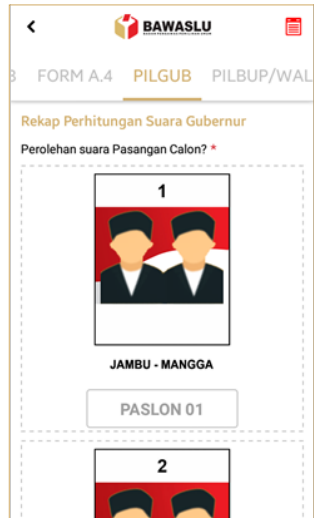 BAWASLU
FORM A.4 PILGUB PILBUP/WAL
Rekap Perhitungan Suara Gubernur
Perolehan suara Pasangan Calon? *
1
JAMBU - MANGGA
PASLON 01
2